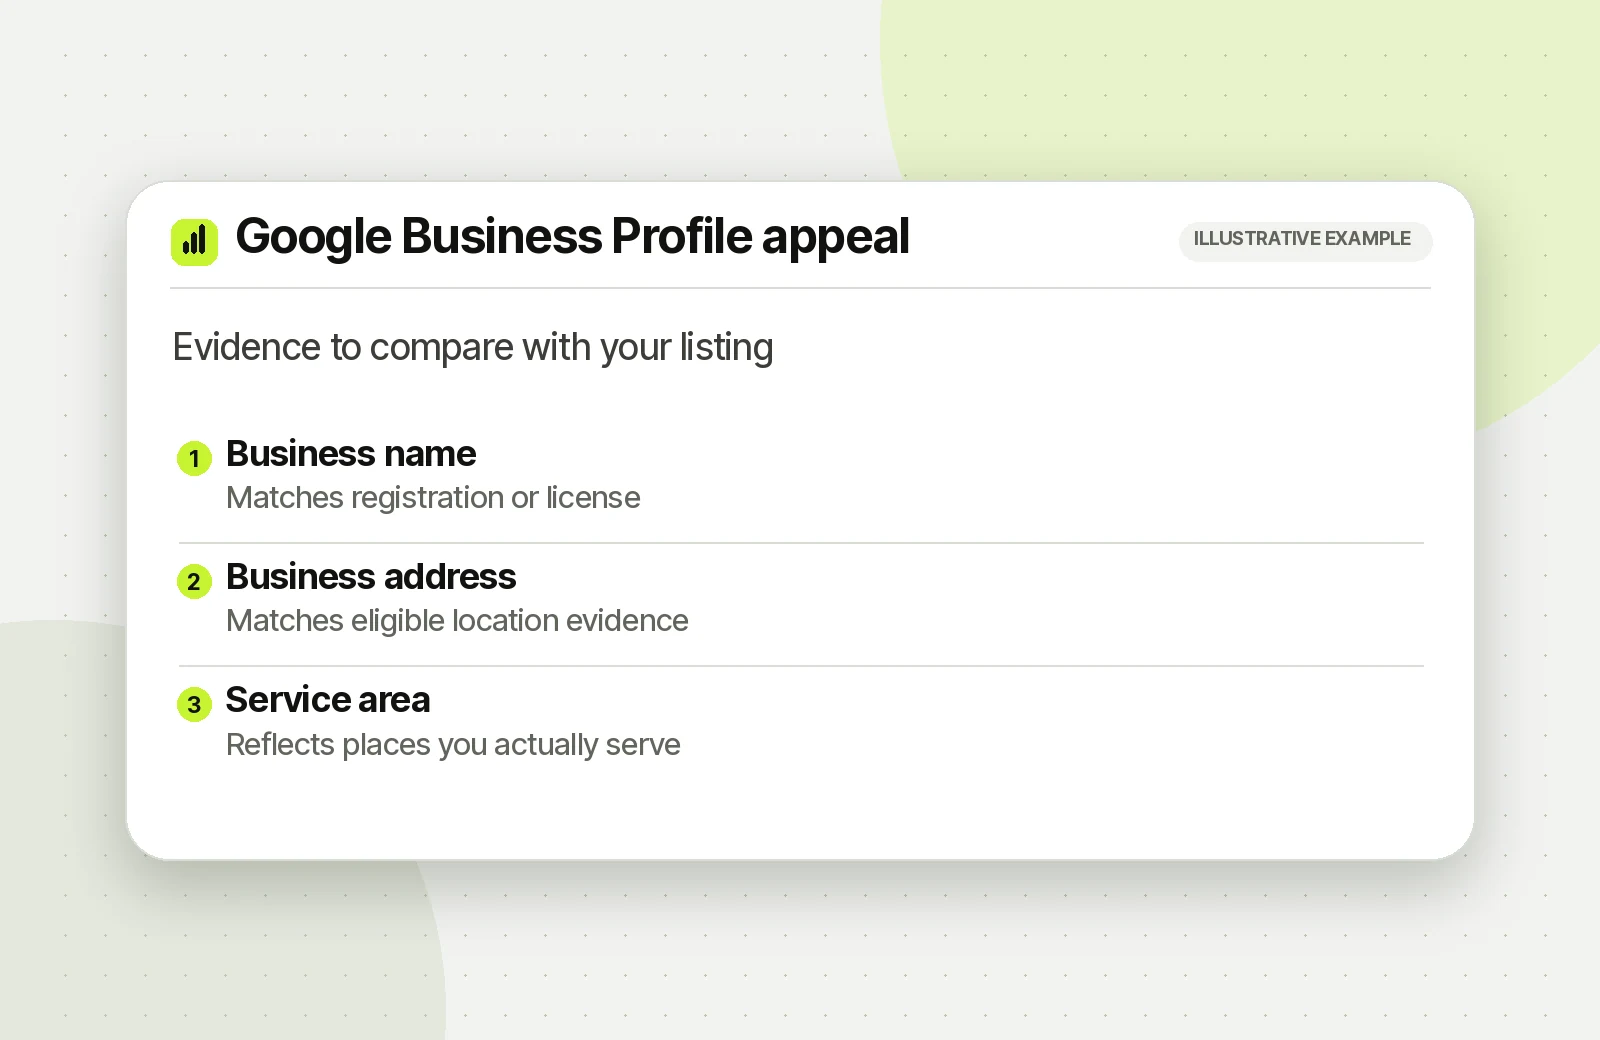 Google Business Profile appeal
ILLUSTRATIVE EXAMPLE
Evidence to compare with your listing
1 Business name
Matches registration or license
2 Business address
Matches eligible location evidence
3 Service area
Reflects places you actually serve